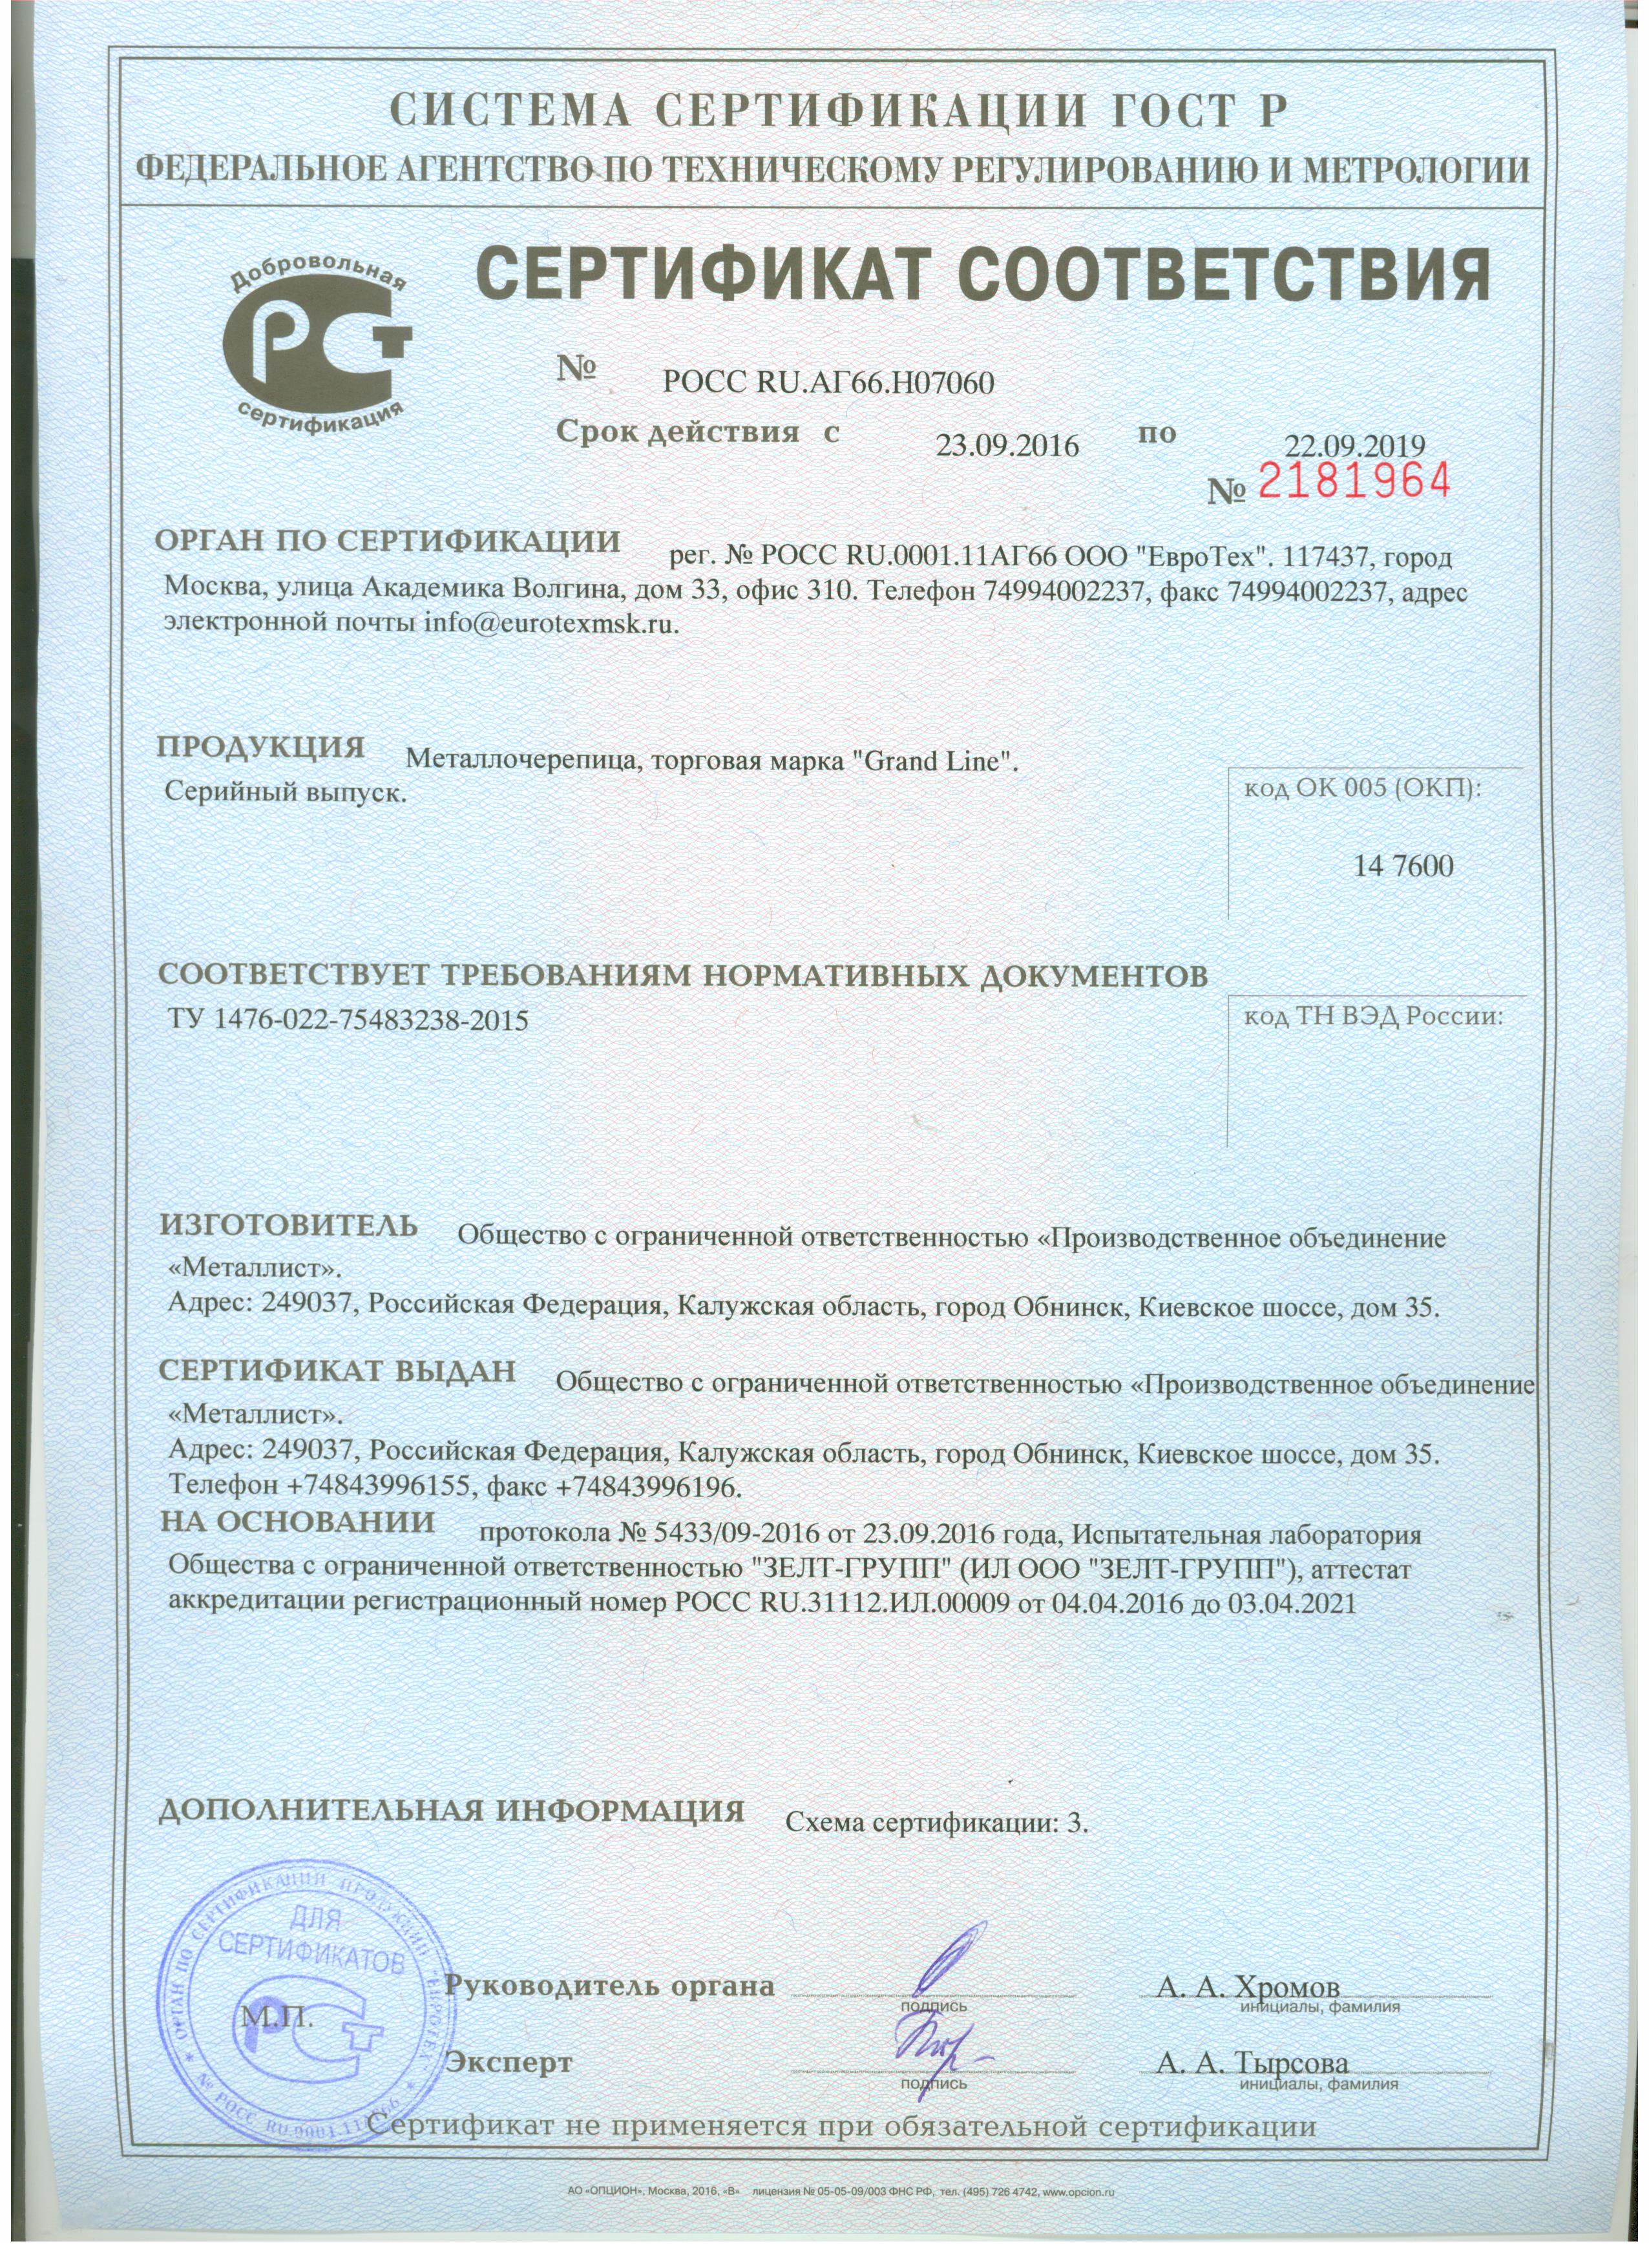 СИСТЕМА СЕРТИФИКАЦИИ ГОСТ Р
ФЕДЕРАЛЬНОЕ АГЕНТСТВО ПО ТЕХНИЧЕСКОМУ РЕГУЛИРОВАНИЮ И МЕТРОЛОГИИ
Добровольная
РСТ
сертификация
СЕРТИФИКАТ СООТВЕТСТВИЯ
№ РОСС RU.АГ66.Н07060
Срок действия с 23.09.2016 по 22.09.2019
№ 2181964
ОРГАН ПО СЕРТИФИКАЦИИ рег. № РОСС RU.0001.11АГ66 ООО "ЕвроТех". 117437, город
Москва, улица Академика Волгина, дом 33, офис 310. Телефон 74994002237, факс 74994002237, адрес
электронной почты info@eurotexmsk.ru.
ПРОДУКЦИЯ Металлочерепица, торговая марка "Grand Line".
Серийный выпуск.
код ОК 005 (ОКП):
14 7600
СООТВЕТСТВУЕТ ТРЕБОВАНИЯМ НОРМАТИВНЫХ ДОКУМЕНТОВ
ТУ 1476-022-75483238-2015
код ТН ВЭД России:
ИЗГОТОВИТЕЛЬ Общество с ограниченной ответственностью «Производственное объединение
«Металлист».
Адрес: 249037, Российская Федерация, Калужская область, город Обнинск, Киевское шоссе, дом 35.
СЕРТИФИКАТ ВЫДАН Общество с ограниченной ответственностью «Производственное объединение
«Металлист».
Адрес: 249037, Российская Федерация, Калужская область, город Обнинск, Киевское шоссе, дом 35.
Телефон +74843996155, факс +74843996196.
НА ОСНОВАНИИ протокола № 5433/09-2016 от 23.09.2016 года, Испытательная лаборатория
Общества с ограниченной ответственностью "ЗЕЛТ-ГРУПП" (ИЛ ООО "ЗЕЛТ-ГРУПП"), аттестат
аккредитации регистрационный номер РОСС RU.31112.ИЛ.00009 от 04.04.2016 до 03.04.2021
ДОПОЛНИТЕЛЬНАЯ ИНФОРМАЦИЯ Схема сертификации: 3.
ОРГАН ПО СЕРТИФИКАЦИИ ПРОДУКЦИИ
ДЛЯ
СЕРТИФИКАТОВ
РСТ
М.П.
Руководитель органа
подпись
А. А. Хромов
инициалы, фамилия
Эксперт
подпись
А. А. Тырсова
инициалы, фамилия
Сертификат не применяется при обязательной сертификации
АО «ОПЦИОН», Москва, 2016, «В» лицензия № 05-05-09/003 ФНС РФ, тел. (495) 726 4742, www.opcion.ru